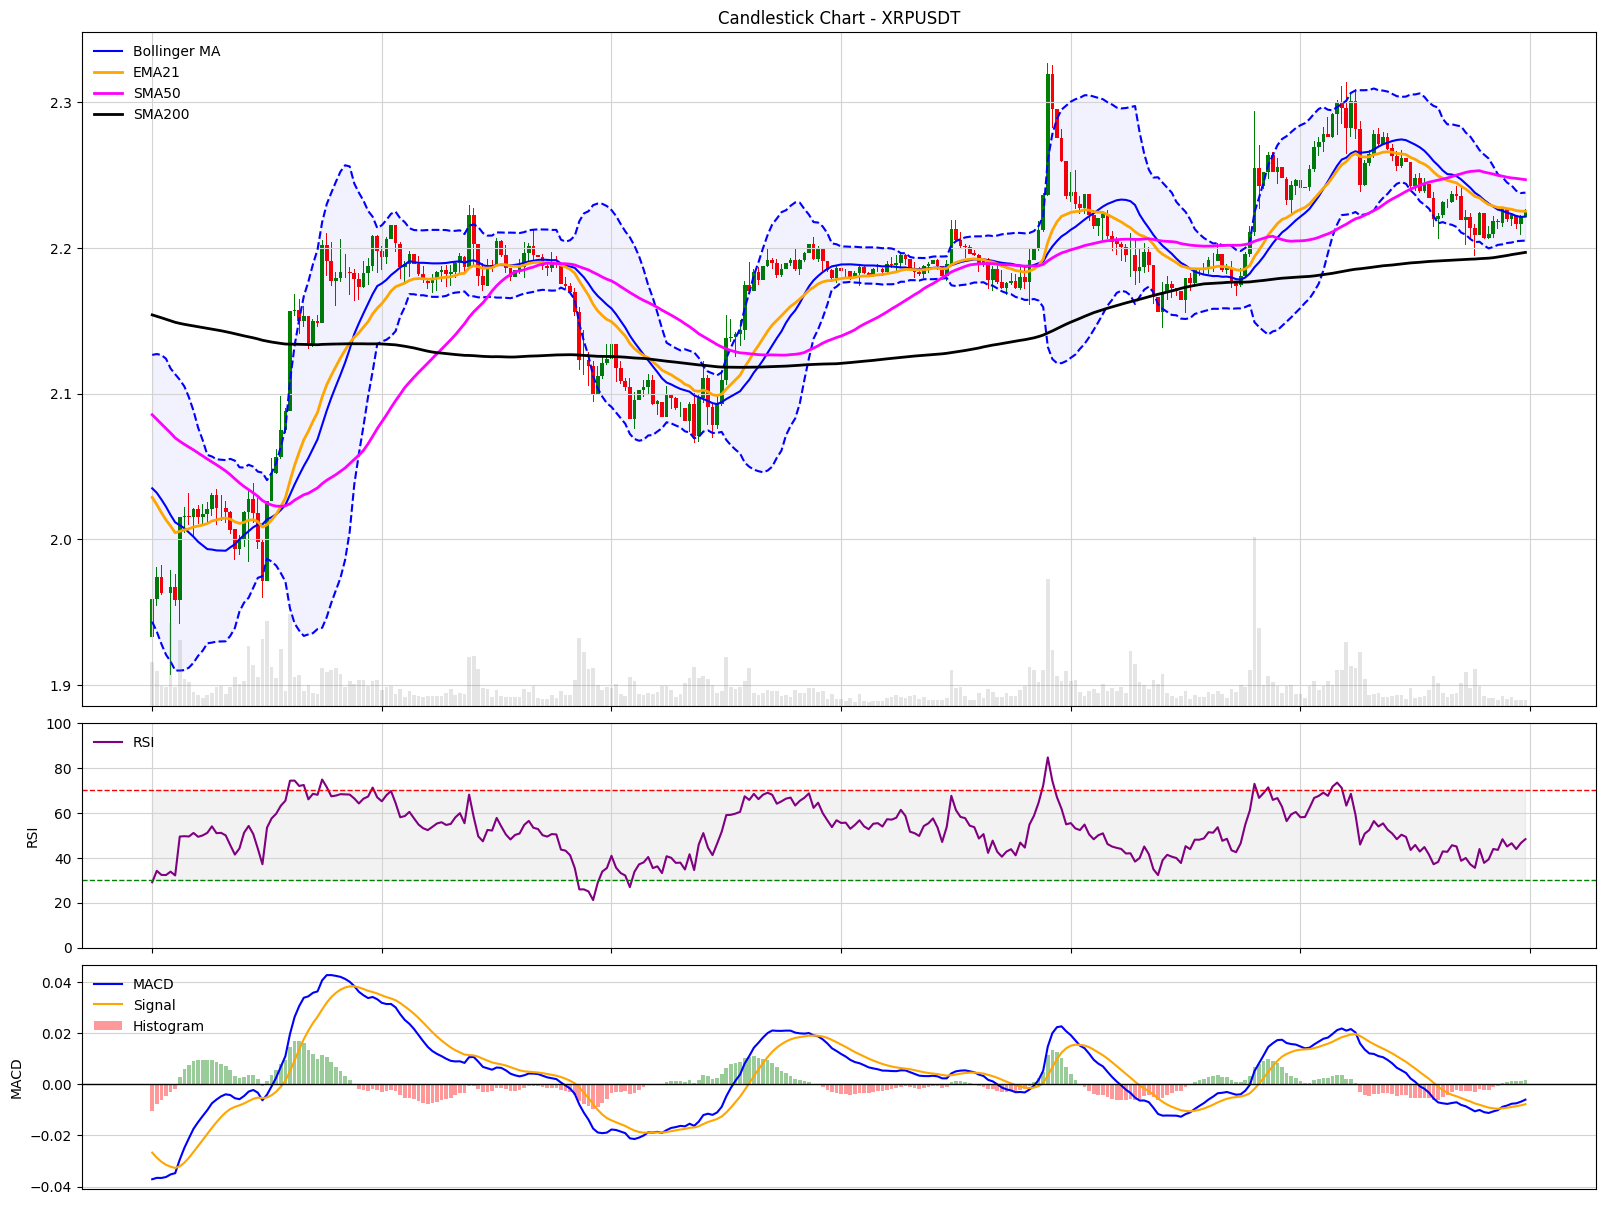 Candlestick Chart - XRPUSDT
Bollinger MA
EMA21
SMA50
SMA200
2.3
2.2
2.1
2.0
1.9
RSI
100
80
60
40
20
0
RSI
MACD
Signal
Histogram
0.04
0.02
0.00
−0.02
−0.04
MACD